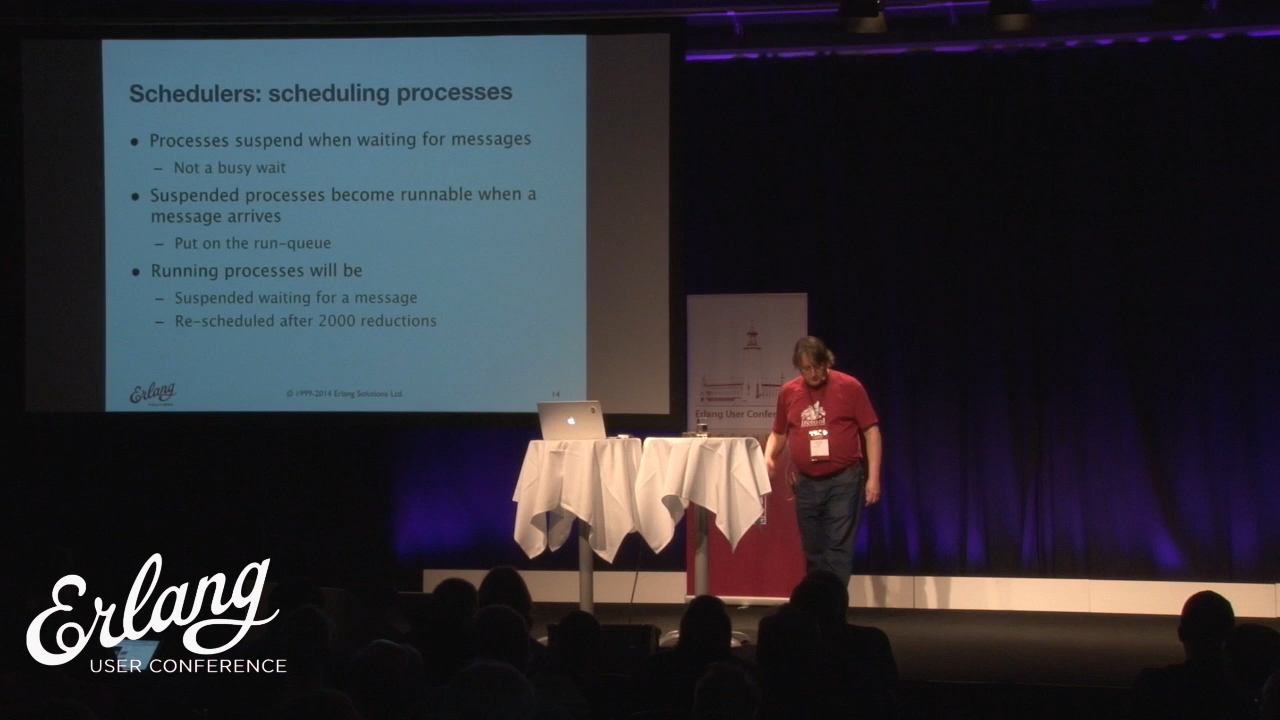 Schedulers: scheduling processes
• Processes suspend when waiting for messages
– Not a busy wait
• Suspended processes become runnable when a
message arrives
– Put on the run-queue
• Running processes will be
– Suspended waiting for a message
– Re-scheduled after 2000 reductions
Erlang
© 1999-2014 Erlang Solutions Ltd.
14
Erlang User
Erlang
USER CONFERENCE